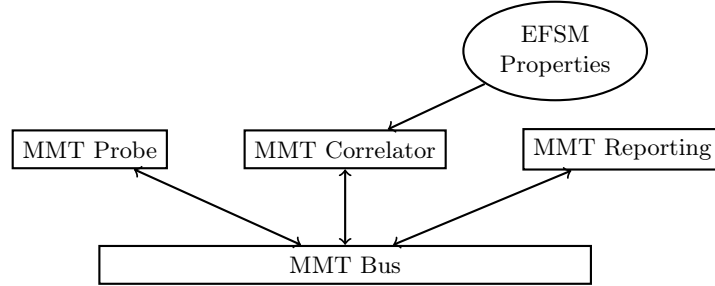 EFSM
Properties
MMT Probe
MMT Correlator
MMT Reporting
MMT Bus